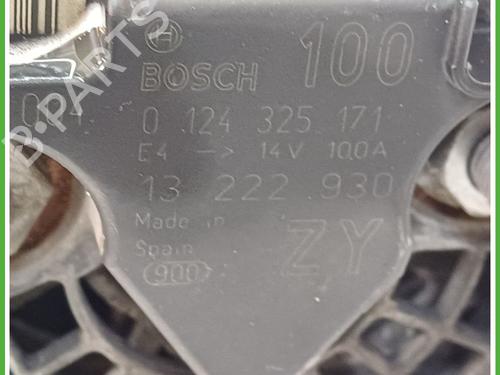 BOSCH 100
0 124 325 171
E4 --> 14V 100A
13 222 930
Made in
Spain ZY
900
B-PARTS